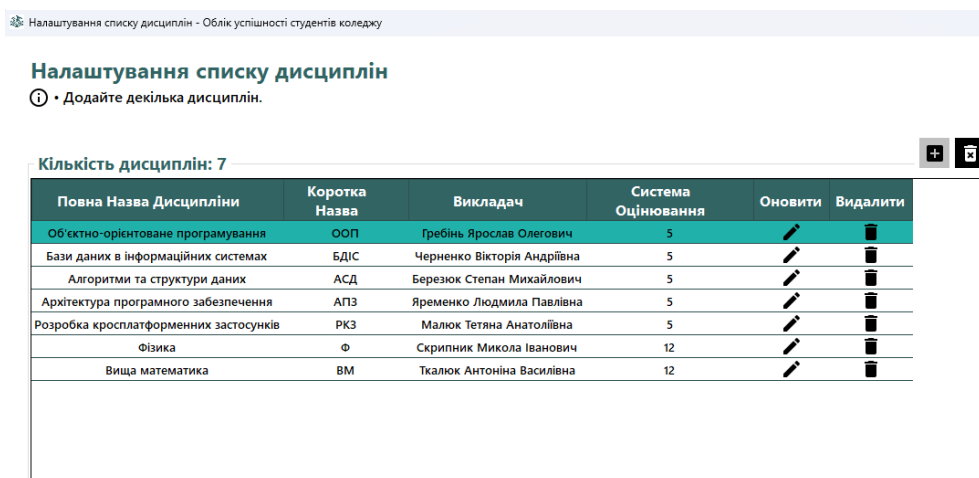 Налаштування списку дисциплін - Облік успішності студентів коледжу
Налаштування списку дисциплін
• Додайте декілька дисциплін.
Кількість дисциплін: 7
Повна Назва Дисципліни Коротка Назва Викладач Система Оцінювання Оновити Видалити
Об'єктно-орієнтоване програмування ООП Гребінь Ярослав Олегович 5
Бази даних в інформаційних системах БДІС Черненко Вікторія Андріївна 5
Алгоритми та структури даних АСД Березюк Степан Михайлович 5
Архітектура програмного забезпечення АПЗ Яременко Людмила Павлівна 5
Розробка кросплатформенних застосунків РКЗ Малюк Тетяна Анатоліївна 5
Фізика Ф Скрипник Микола Іванович 12
Вища математика ВМ Ткалюк Антоніна Василівна 12